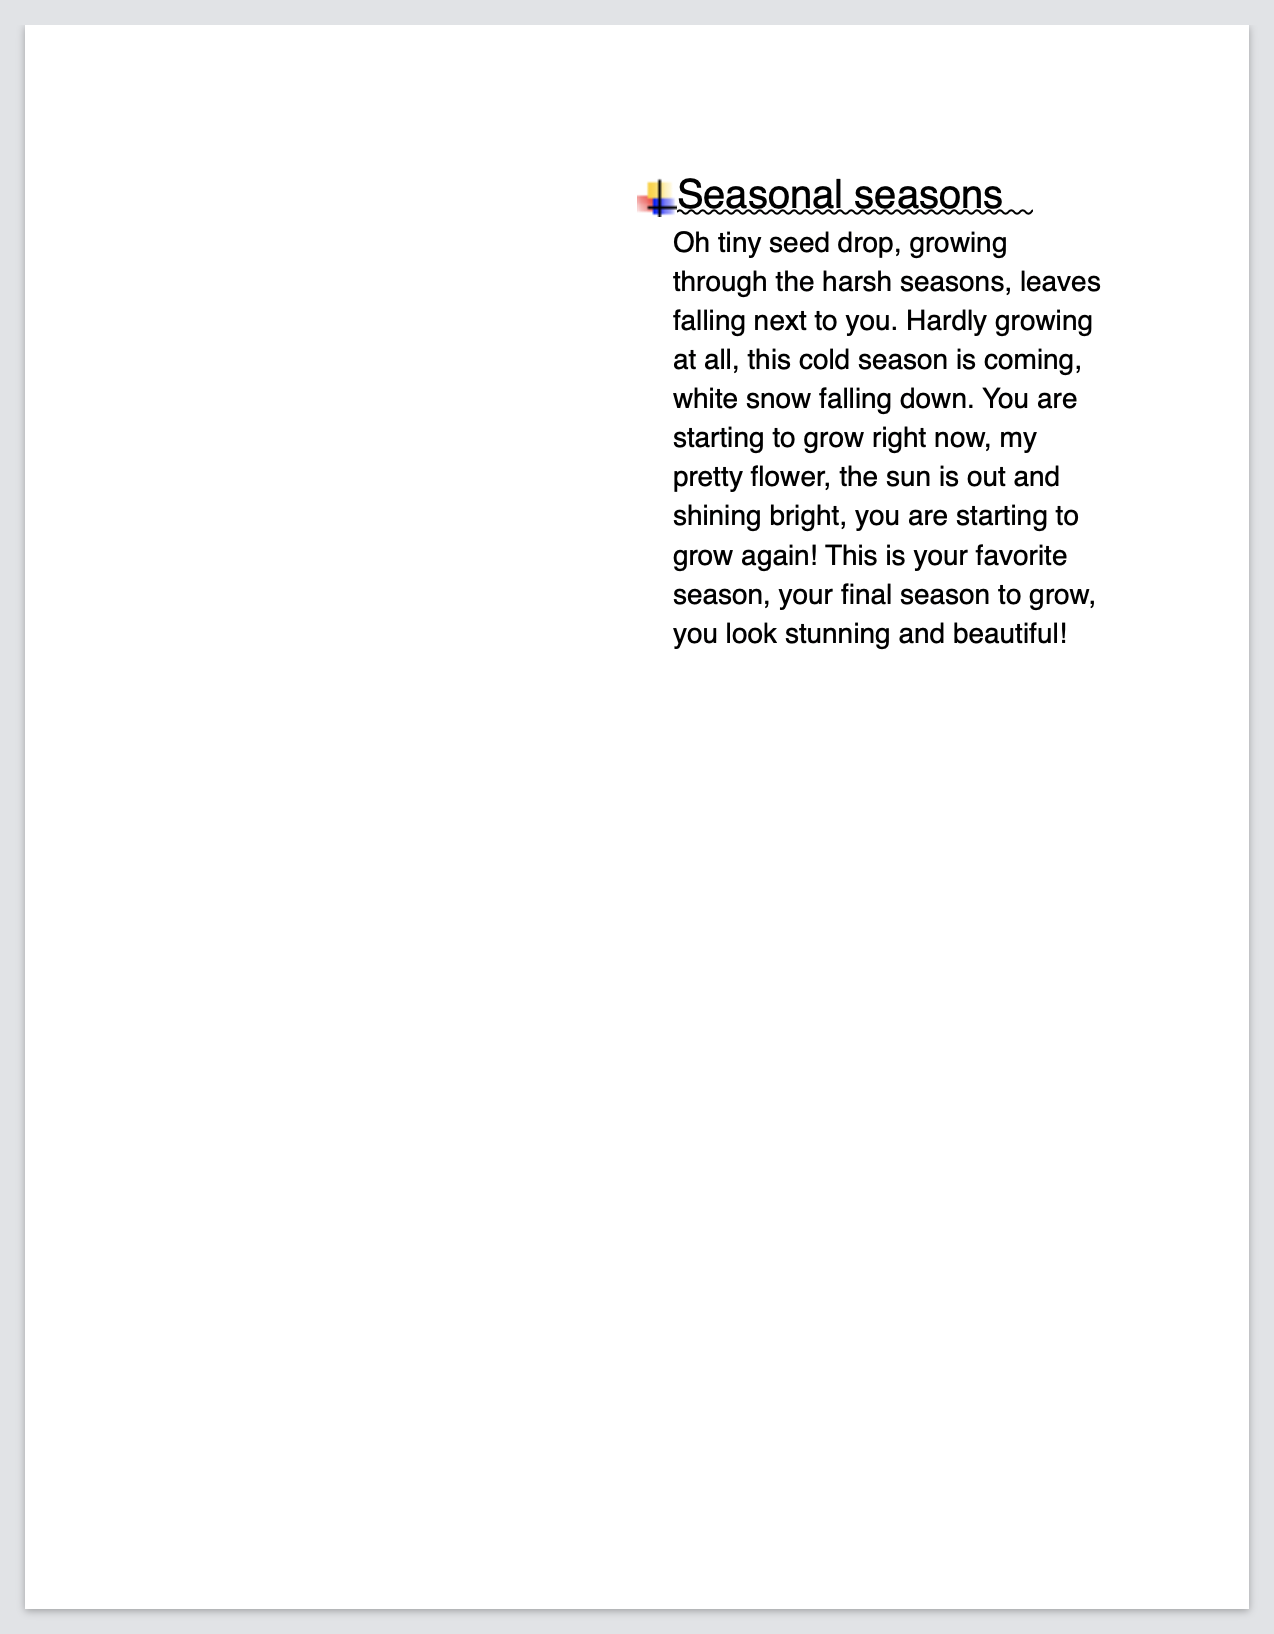 Seasonal seasons
Oh tiny seed drop, growing
through the harsh seasons, leaves
falling next to you. Hardly growing
at all, this cold season is coming,
white snow falling down. You are
starting to grow right now, my
pretty flower, the sun is out and
shining bright, you are starting to
grow again! This is your favorite
season, your final season to grow,
you look stunning and beautiful!